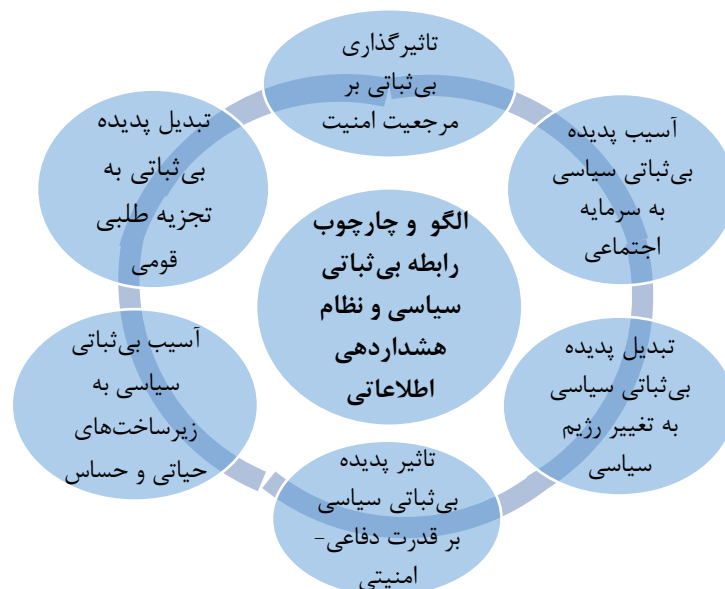 تاثیرگذاری
بی‌ثباتی بر
مرجعیت امنیت
آسیب پدیده
بی‌ثباتی سیاسی
به سرمایه
اجتماعی
تبدیل پدیده
بی‌ثباتی سیاسی
به تغییر رژیم
سیاسی
تاثیر پدیده
بی‌ثباتی سیاسی
بر قدرت دفاعی-
امنیتی
آسیب بی‌ثباتی
سیاسی به
زیرساخت‌های
حیاتی و حساس
تبدیل پدیده
بی‌ثباتی به
تجزیه طلبی
قومی
الگو و چارچوب
رابطه بی‌ثباتی
سیاسی و نظام
هشداردهی
اطلاعاتی